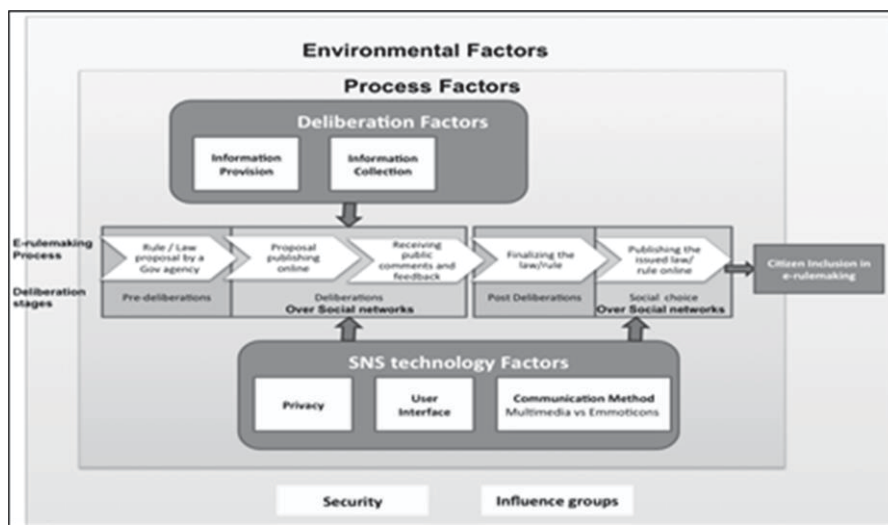 Environmental Factors
Process Factors
Deliberation Factors
Information
Provision
Information
Collection
E-rulemaking
Process
Rule / Law
proposal by a
Gov agency
Proposal
publishing
online
Receiving
public
comments and
feedback
Finalizing the
law/rule
Publishing the
issued law/
rule online
Citizen Inclusion in
e-rulemaking
Deliberation
stages
Pre-deliberations
Deliberations
Over Social networks
Post Deliberations
Social choice
Over Social networks
SNS technology Factors
Privacy
User
Interface
Communication Method
Multimedia vs Emmoticons
Security
Influence groups